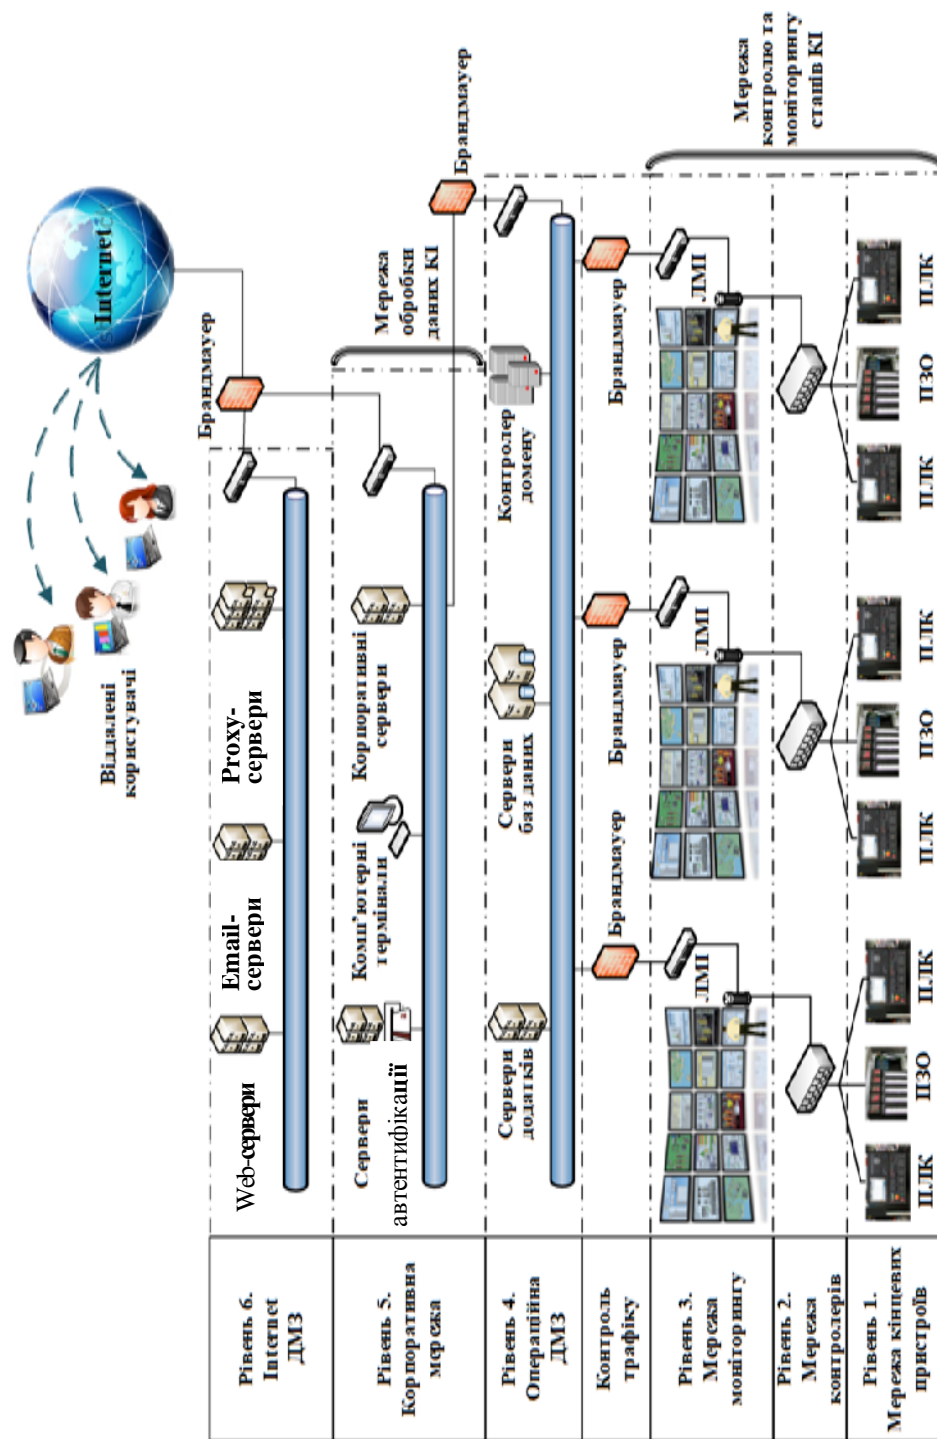 Віддалені
користувачі
Internet
Брандмауер
Рівень 6.
Internet
ДМЗ
Web-сервери
Email-
сервери
Proxy-
сервери
Мережа
обробки
даних КІ
Брандмауер
Рівень 5.
Корпоративна
мережа
Сервери
автентифікації
Комп'ютерні
термінали
Корпоративні
сервери
Рівень 4.
Операційна
ДМЗ
Сервери
додатків
Сервери
баз даних
Контролер
домену
Контроль
трафіку
Брандмауер
Брандмауер
Брандмауер
Мережа
контролю та
моніторингу
станів КІ
Рівень 3.
Мережа
моніторингу
ЛМІ
ЛМІ
ЛМІ
Рівень 2.
Мережа
контролерів
Рівень 1.
Мережа кінцевих
пристроїв
ПЛК
ПЗО
ПЛК
ПЛК
ПЗО
ПЛК
ПЛК
ПЗО
ПЛК